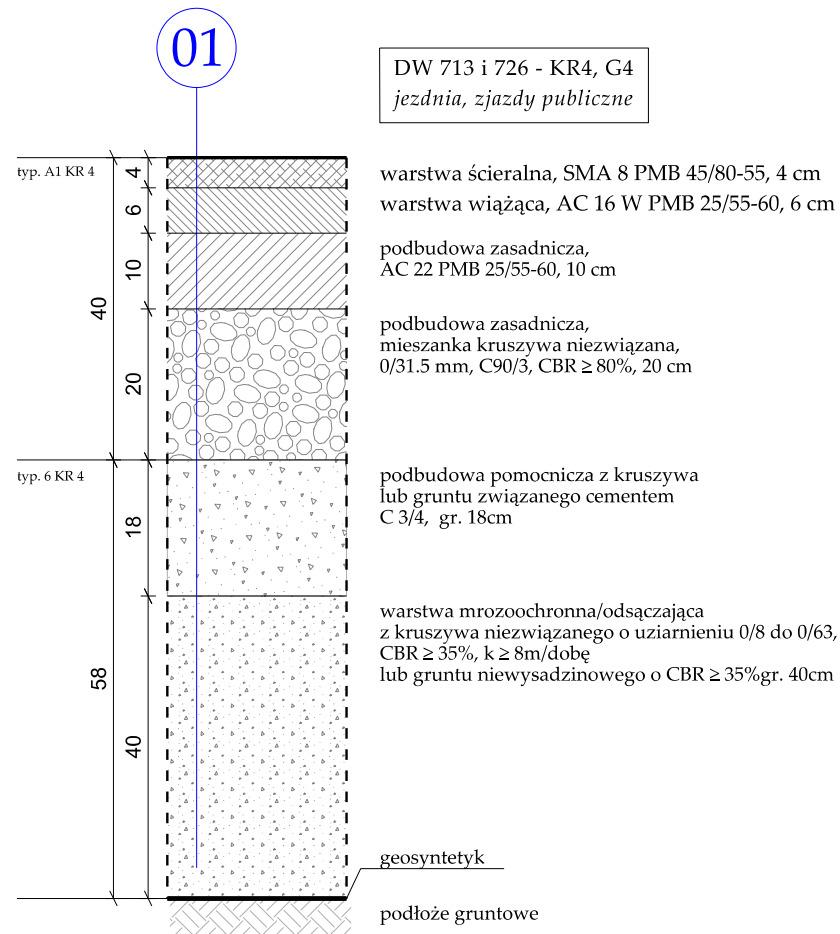 01
DW 713 i 726 - KR4, G4
jezdnia, zjazdy publiczne
typ. A1 KR 4
4
warstwa ścieralna, SMA 8 PMB 45/80-55, 4 cm
6
warstwa wiążąca, AC 16 W PMB 25/55-60, 6 cm
10
podbudowa zasadnicza,
AC 22 PMB 25/55-60, 10 cm
40
20
podbudowa zasadnicza,
mieszanka kruszywa niezwiązana,
0/31.5 mm, C90/3, CBR ≥ 80%, 20 cm
typ. 6 KR 4
18
podbudowa pomocnicza z kruszywa
lub gruntu związanego cementem
C 3/4, gr. 18cm
58
40
warstwa mrozoochronna/odsączająca
z kruszywa niezwiązanego o uziarnieniu 0/8 do 0/63,
CBR ≥ 35%, k ≥ 8m/dobę
lub gruntu niewysadzinowego o CBR ≥ 35%gr. 40cm
geosyntetyk
podłoże gruntowe